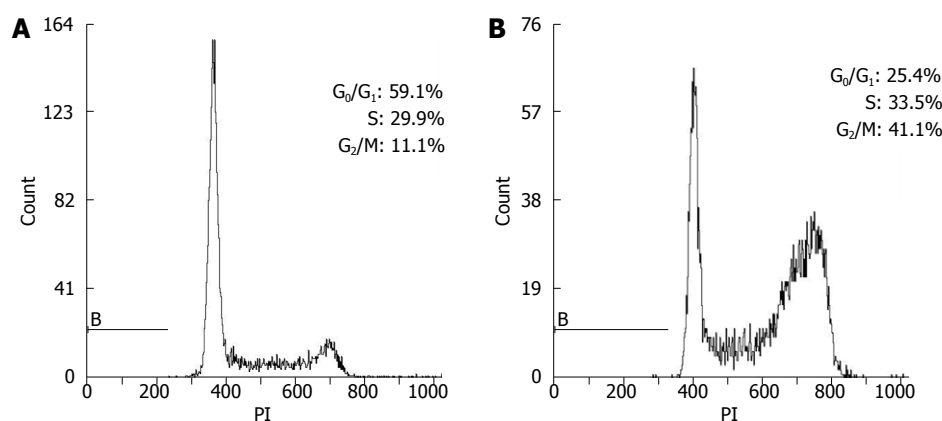 A
164
123
82
41
0
Count
G₀/G₁: 59.1%
S: 29.9%
G₂/M: 11.1%
B
0 200 400 600 800 1000
PI
B
76
57
38
19
0
Count
G₀/G₁: 25.4%
S: 33.5%
G₂/M: 41.1%
B
0 200 400 600 800 1000
PI